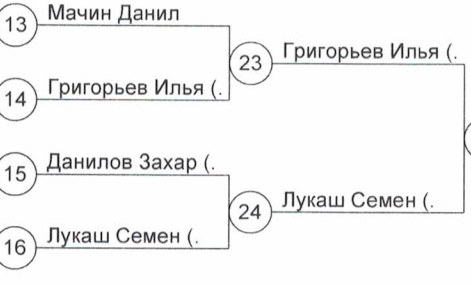 13 Мачин Данил
23 Григорьев Илья (.
14 Григорьев Илья (.
15 Данилов Захар (.
24 Лукаш Семен (.
16 Лукаш Семен (.